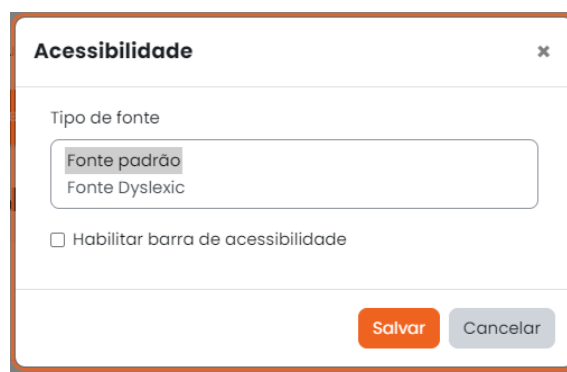 Acessibilidade
Tipo de fonte
Fonte padrão
Fonte Dyslexic
Habilitar barra de acessibilidade
Salvar Cancelar